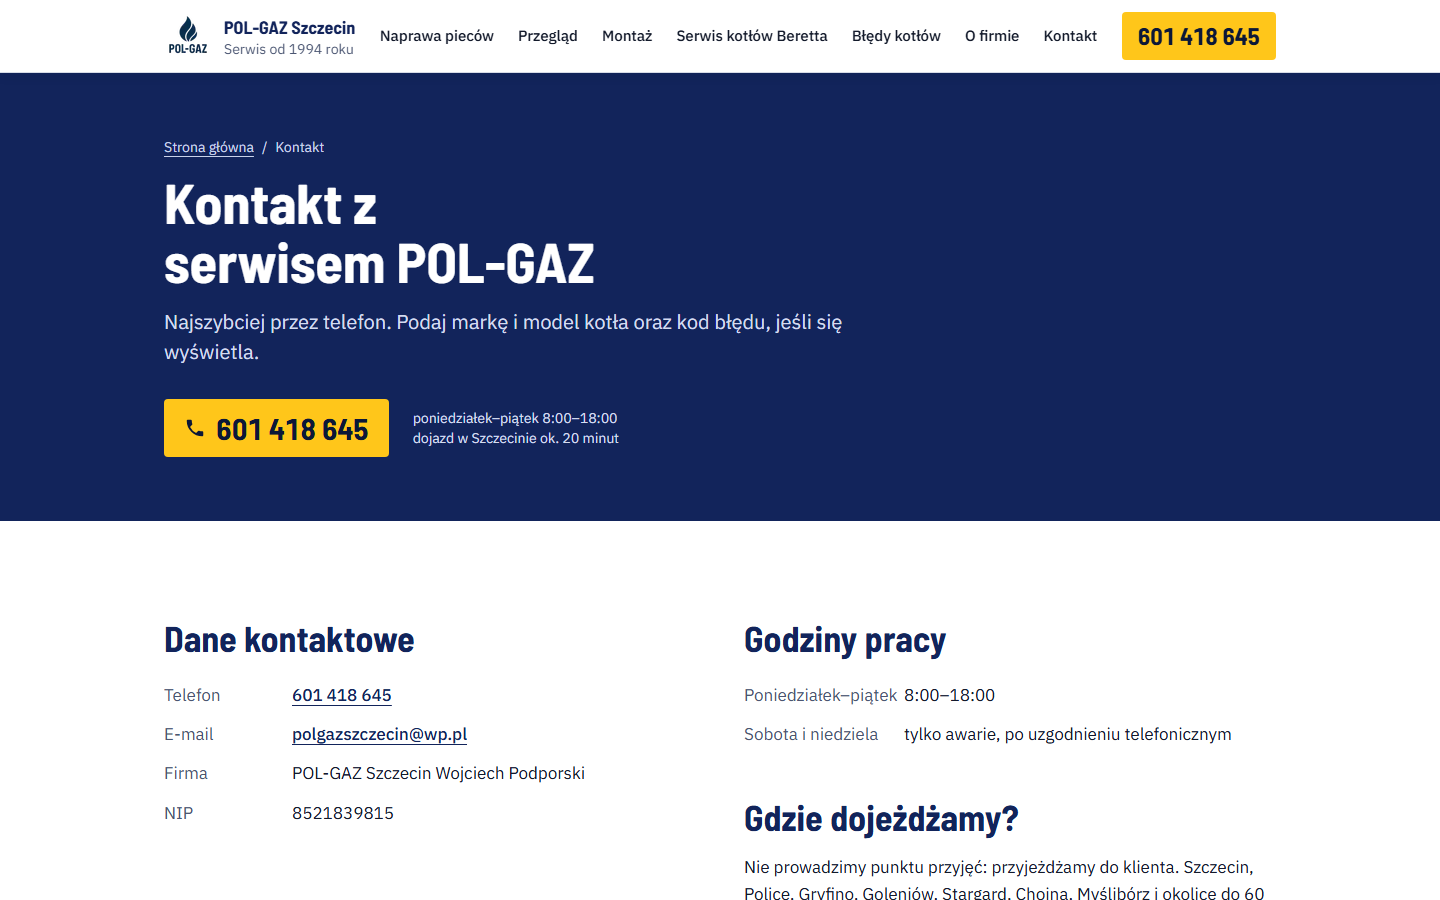 POL-GAZ
POL-GAZ Szczecin
Serwis od 1994 roku
Naprawa pieców
Przegląd
Montaż
Serwis kotłów Beretta
Błędy kotłów
O firmie
Kontakt
601 418 645
Strona główna / Kontakt
Kontakt z
serwisem POL-GAZ
Najszybciej przez telefon. Podaj markę i model kotła oraz kod błędu, jeśli się
wyświetla.
601 418 645
poniedziałek–piątek 8:00–18:00
dojazd w Szczecinie ok. 20 minut
Dane kontaktowe
Telefon 601 418 645
E-mail polgazszczecin@wp.pl
Firma POL-GAZ Szczecin Wojciech Podporski
NIP 8521839815
Godziny pracy
Poniedziałek–piątek 8:00–18:00
Sobota i niedziela tylko awarie, po uzgodnieniu telefonicznym
Gdzie dojeżdżamy?
Nie prowadzimy punktu przyjęć: przyjeżdżamy do klienta. Szczecin,
Police, Gryfino, Goleniów, Stargard, Chojna, Myślibórz i okolice do 60